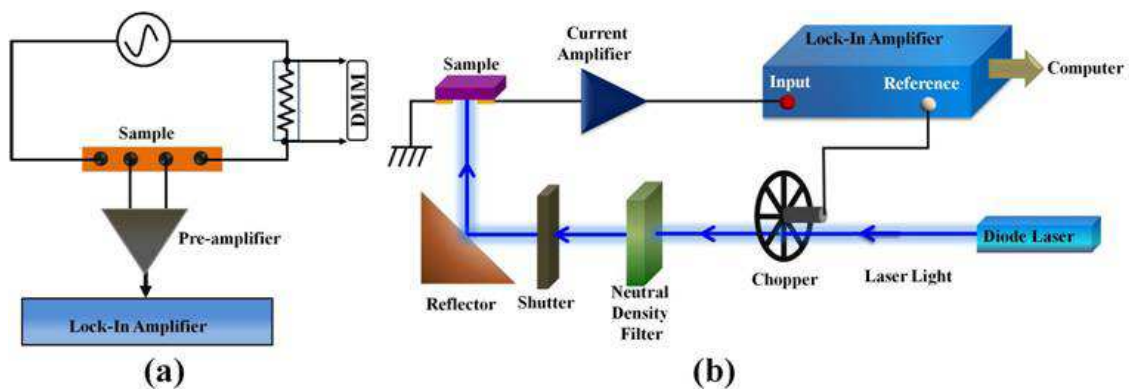 DMM
Sample
Pre-amplifier
Lock-In Amplifier
(a)
Current
Amplifier
Sample
Lock-In Amplifier
Input
Reference
Computer
Diode Laser
Laser Light
Chopper
Neutral
Density
Filter
Shutter
Reflector
(b)